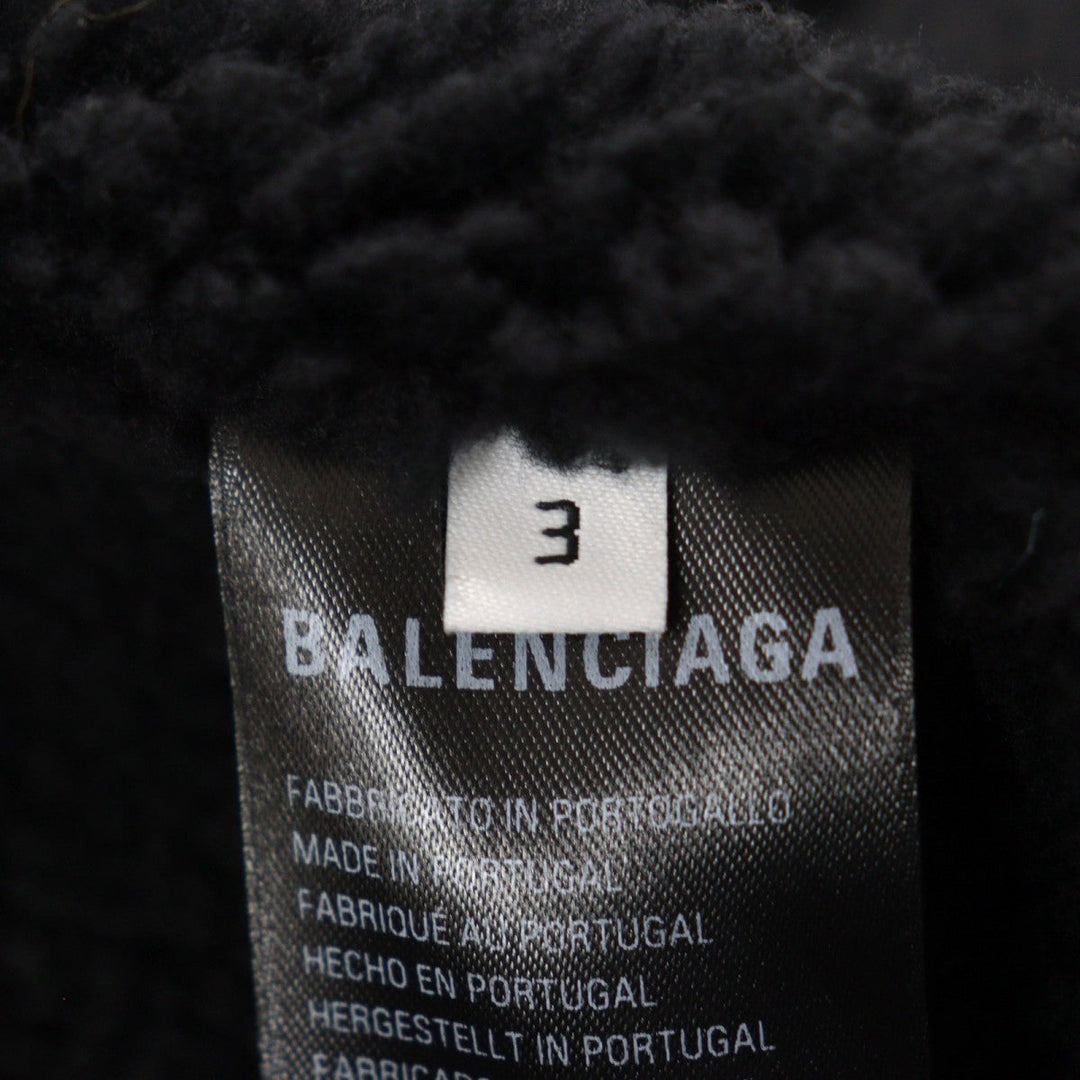 3
BALENCIAGA
FABBRICATO IN PORTOGALLO
MADE IN PORTUGAL
FABRIQUÉ AU PORTUGAL
HECHO EN PORTUGAL
HERGESTELLT IN PORTUGAL